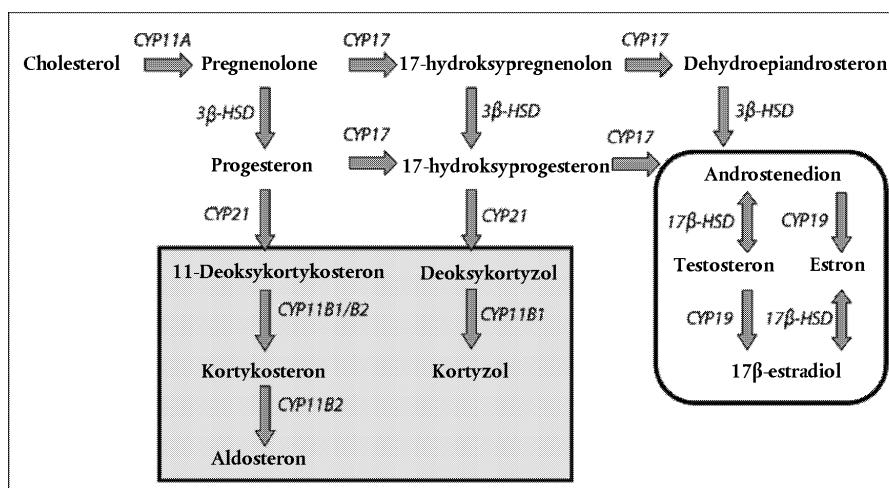 CYP11A CYP17 CYP17
Cholesterol Pregnenolone 17-hydroksypregnenolon Dehydroepiandrosteron
3β-HSD 3β-HSD 3β-HSD
CYP17 CYP17
Progesteron 17-hydroksyprogesteron
Androstenedion
CYP21 CYP21
17β-HSD CYP19
11-Deoksykortykosteron Deoksykortyzol
Testosteron Estron
CYP11B1/B2 CYP11B1
CYP19 17β-HSD
Kortykosteron Kortyzol
17β-estradiol
CYP11B2
Aldosteron